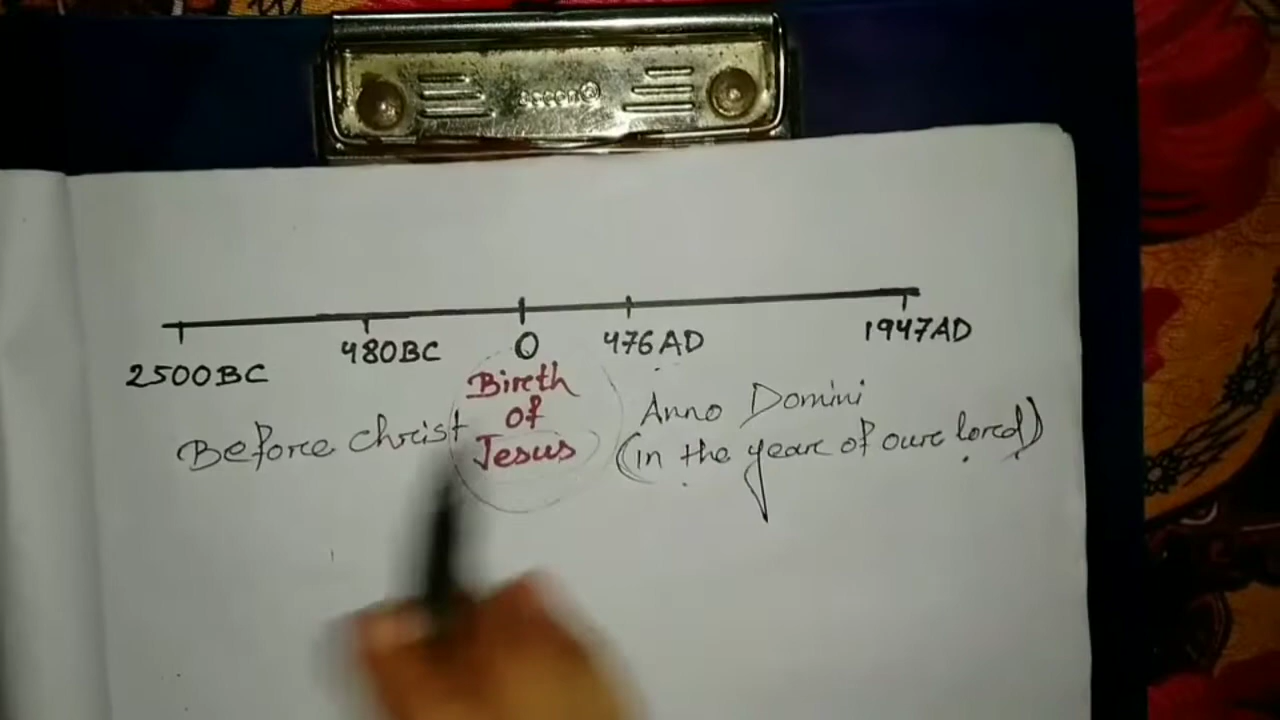 2500BC 480BC 0 476AD 1947AD
Birth
of
Jesus
Before Christ
Anno Domini
(in the year of our lord)